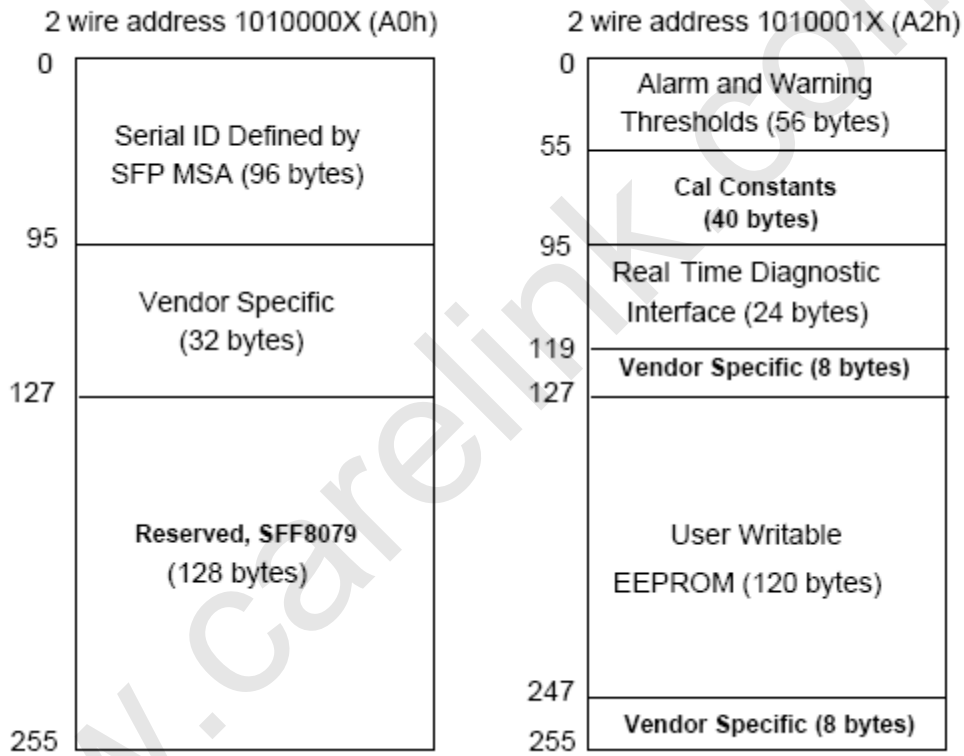 2 wire address 1010000X (A0h)
0
Serial ID Defined by
SFP MSA (96 bytes)
95
Vendor Specific
(32 bytes)
127
Reserved, SFF8079
(128 bytes)
255
2 wire address 1010001X (A2h)
0
Alarm and Warning
Thresholds (56 bytes)
55
Cal Constants
(40 bytes)
95
Real Time Diagnostic
Interface (24 bytes)
119
Vendor Specific (8 bytes)
127
User Writable
EEPROM (120 bytes)
247
Vendor Specific (8 bytes)
255
w.carelink.com